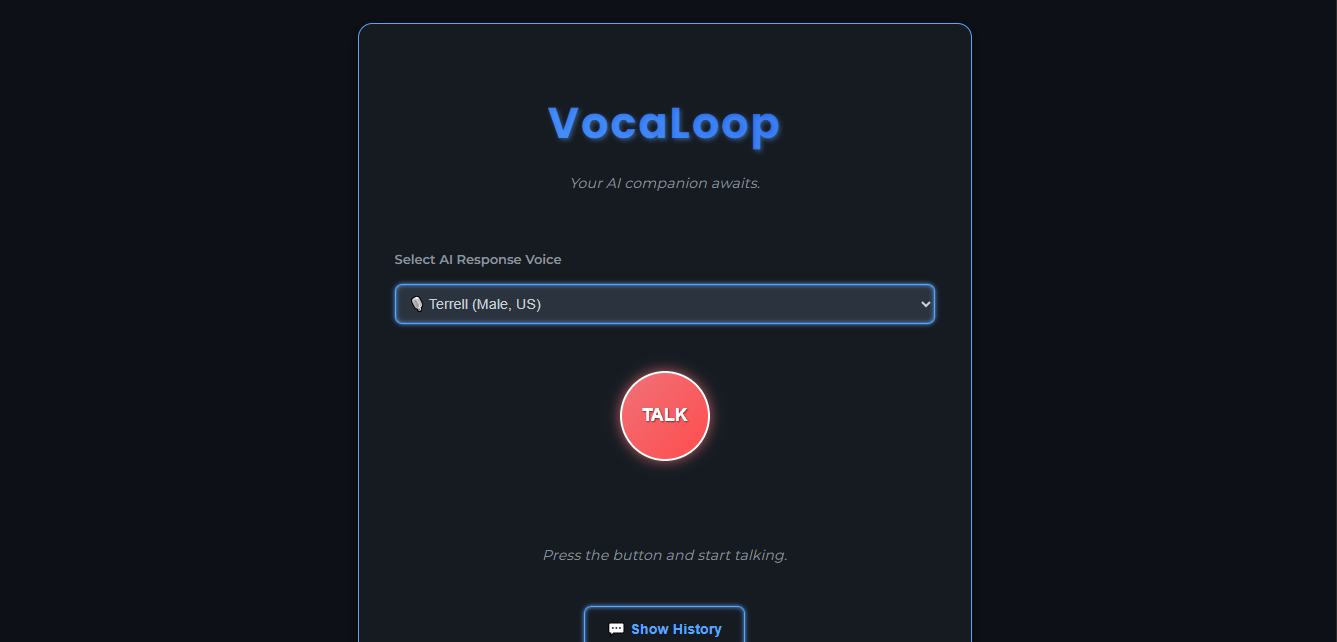 VocaLoop
Your AI companion awaits.
Select AI Response Voice
🎙️ Terrell (Male, US)
TALK
Press the button and start talking.
💬 Show History